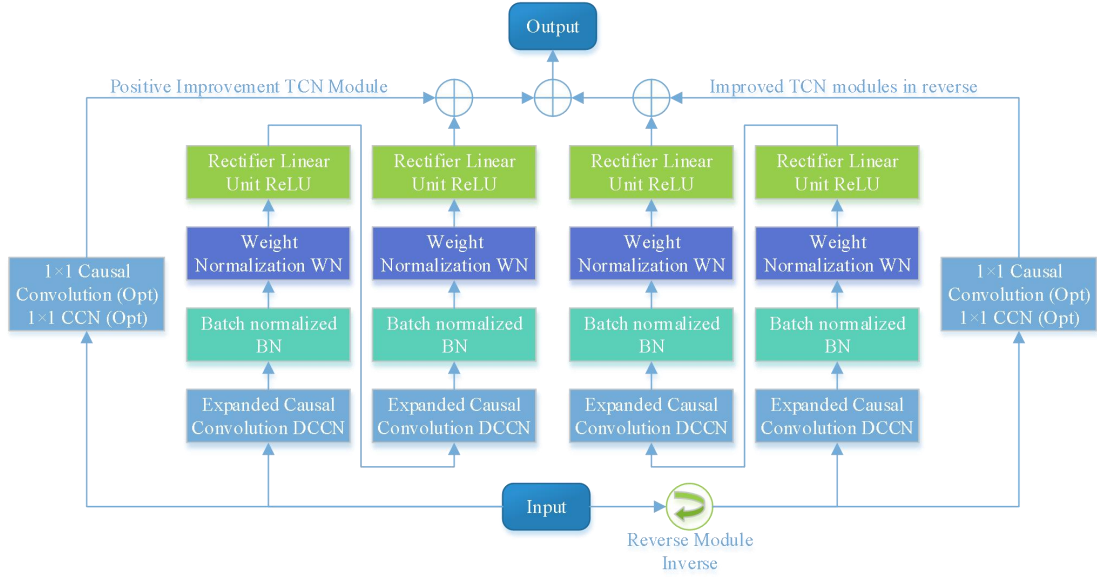 Output
Positive Improvement TCN Module
Improved TCN modules in reverse
Rectifier Linear
Unit ReLU
Rectifier Linear
Unit ReLU
Rectifier Linear
Unit ReLU
Rectifier Linear
Unit ReLU
Weight
Normalization WN
Weight
Normalization WN
Weight
Normalization WN
Weight
Normalization WN
1×1 Causal
Convolution (Opt)
1×1 CCN (Opt)
1×1 Causal
Convolution (Opt)
1×1 CCN (Opt)
Batch normalized
BN
Batch normalized
BN
Batch normalized
BN
Batch normalized
BN
Expanded Causal
Convolution DCCN
Expanded Causal
Convolution DCCN
Expanded Causal
Convolution DCCN
Expanded Causal
Convolution DCCN
Input
Reverse Module
Inverse